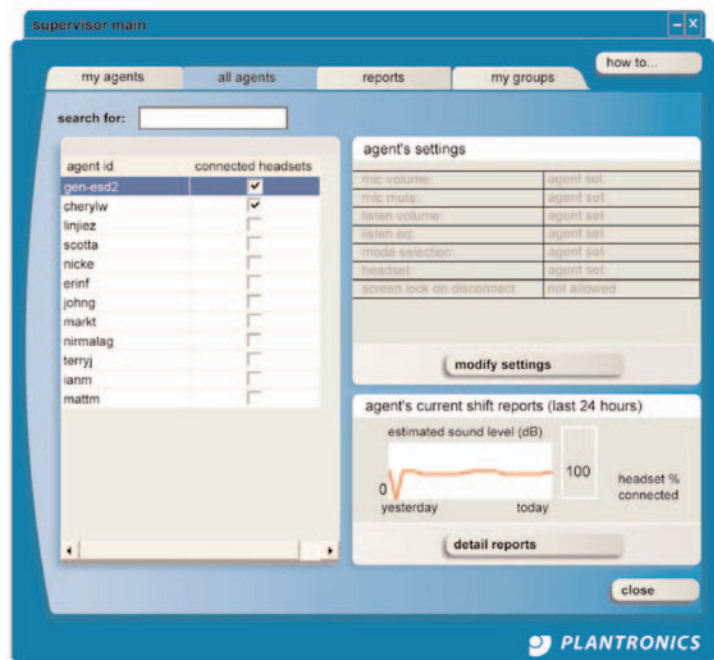 supervisor main
how to...
my agents all agents reports my groups
search for:
agent id connected headsets
gen-esd2
cherylw
linjiez
scotta
nicke
erinf
johng
markt
nirmalag
terryj
ianm
mattm
agent's settings
mic volume: agent set
mic mute: agent set
listen volume: agent set
listen eq: agent set
mode selection: agent set
headset: agent set
screen lock on disconnect not allowed
modify settings
agent's current shift reports (last 24 hours)
estimated sound level (dB)
0
yesterday today
100
headset %
connected
detail reports
close
PLANTRONICS